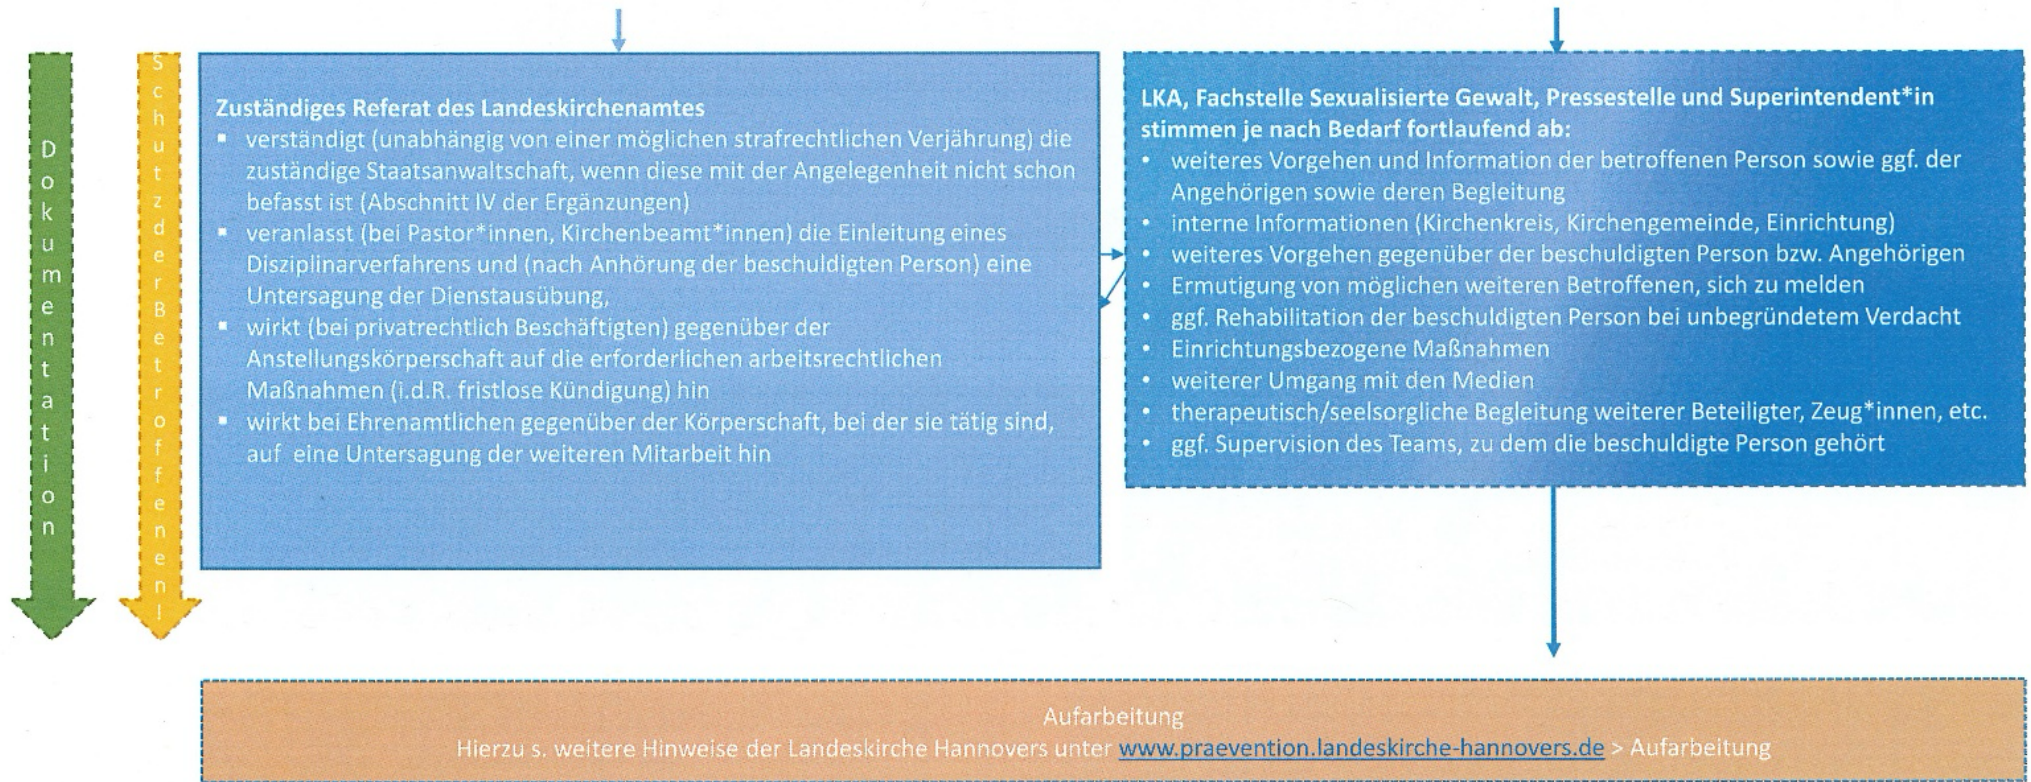 Dokumentation
Schutz der Betroffenen!
Zuständiges Referat des Landeskirchenamtes
▪ verständigt (unabhängig von einer möglichen strafrechtlichen Verjährung) die
zuständige Staatsanwaltschaft, wenn diese mit der Angelegenheit nicht schon
befasst ist (Abschnitt IV der Ergänzungen)
▪ veranlasst (bei Pastor*innen, Kirchenbeamt*innen) die Einleitung eines
Disziplinarverfahrens und (nach Anhörung der beschuldigten Person) eine
Untersagung der Dienstausübung,
▪ wirkt (bei privatrechtlich Beschäftigten) gegenüber der
Anstellungskörperschaft auf die erforderlichen arbeitsrechtlichen
Maßnahmen (i.d.R. fristlose Kündigung) hin
▪ wirkt bei Ehrenamtlichen gegenüber der Körperschaft, bei der sie tätig sind,
auf eine Untersagung der weiteren Mitarbeit hin
LKA, Fachstelle Sexualisierte Gewalt, Pressestelle und Superintendent*in
stimmen je nach Bedarf fortlaufend ab:
• weiteres Vorgehen und Information der betroffenen Person sowie ggf. der
Angehörigen sowie deren Begleitung
• interne Informationen (Kirchenkreis, Kirchengemeinde, Einrichtung)
• weiteres Vorgehen gegenüber der beschuldigten Person bzw. Angehörigen
• Ermutigung von möglichen weiteren Betroffenen, sich zu melden
• ggf. Rehabilitation der beschuldigten Person bei unbegründetem Verdacht
• Einrichtungsbezogene Maßnahmen
• weiterer Umgang mit den Medien
• therapeutisch/seelsorgliche Begleitung weiterer Beteiligter, Zeug*innen, etc.
• ggf. Supervision des Teams, zu dem die beschuldigte Person gehört
Aufarbeitung
Hierzu s. weitere Hinweise der Landeskirche Hannovers unter www.praevention.landeskirche-hannovers.de > Aufarbeitung